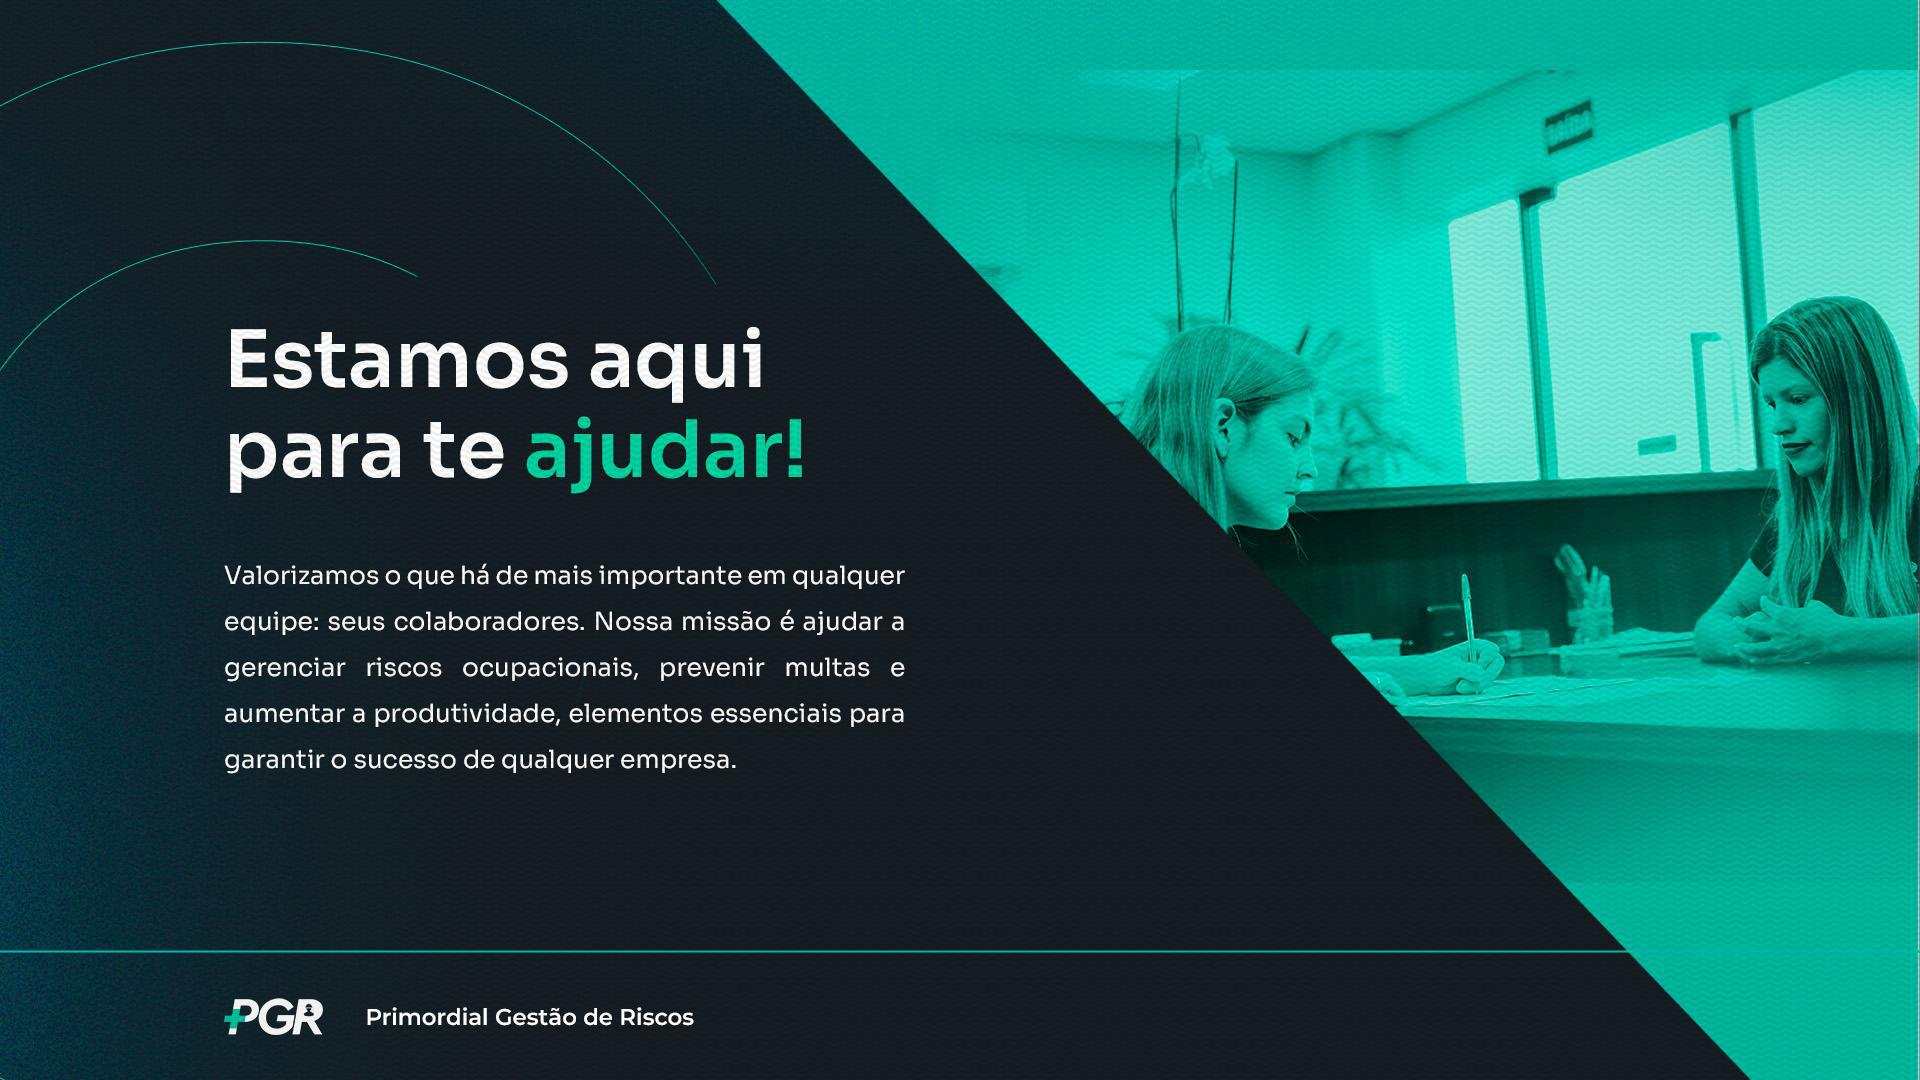 Estamos aqui
para te ajudar!
Valorizamos o que há de mais importante em qualquer
equipe: seus colaboradores. Nossa missão é ajudar a
gerenciar riscos ocupacionais, prevenir multas e
aumentar a produtividade, elementos essenciais para
garantir o sucesso de qualquer empresa.
+PGR
Primordial Gestão de Riscos